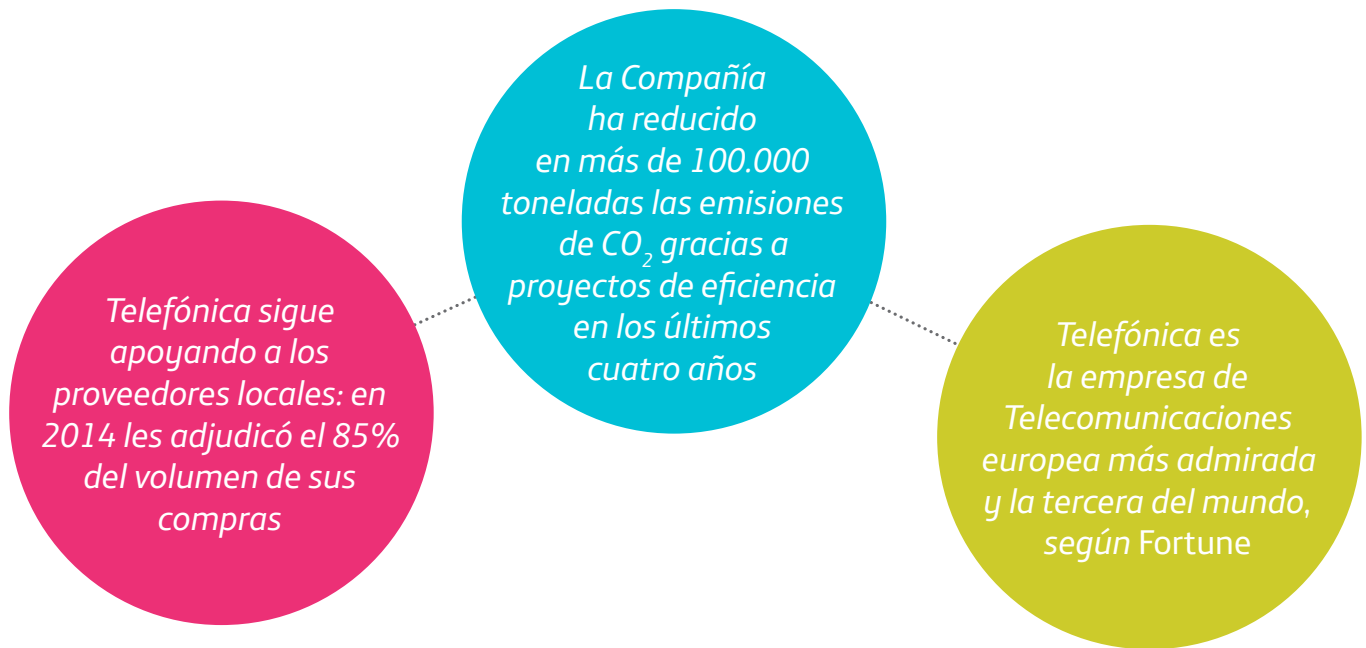 Telefónica sigue
apoyando a los
proveedores locales: en
2014 les adjudicó el 85%
del volumen de sus
compras
La Compañía
ha reducido
en más de 100.000
toneladas las emisiones
de CO₂ gracias a
proyectos de eficiencia
en los últimos
cuatro años
Telefónica es
la empresa de
Telecomunicaciones
europea más admirada
y la tercera del mundo,
según Fortune